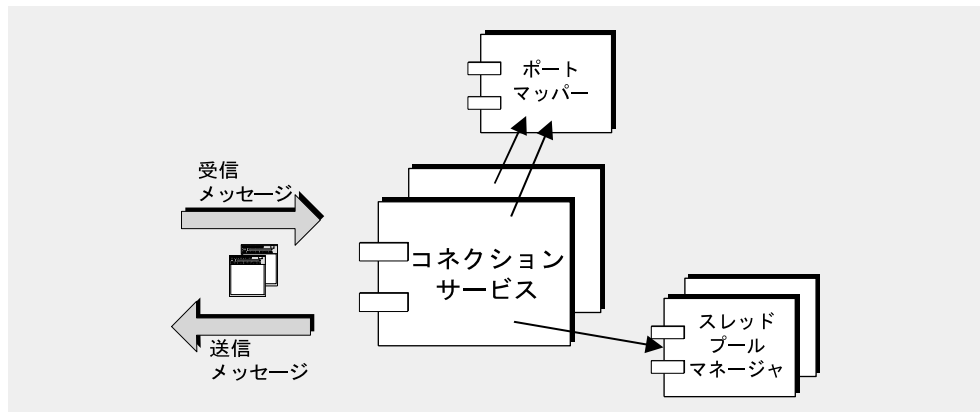 ポート
マッパー
受信
メッセージ
コネクション
サービス
送信
メッセージ
スレッド
プール
マネージャ